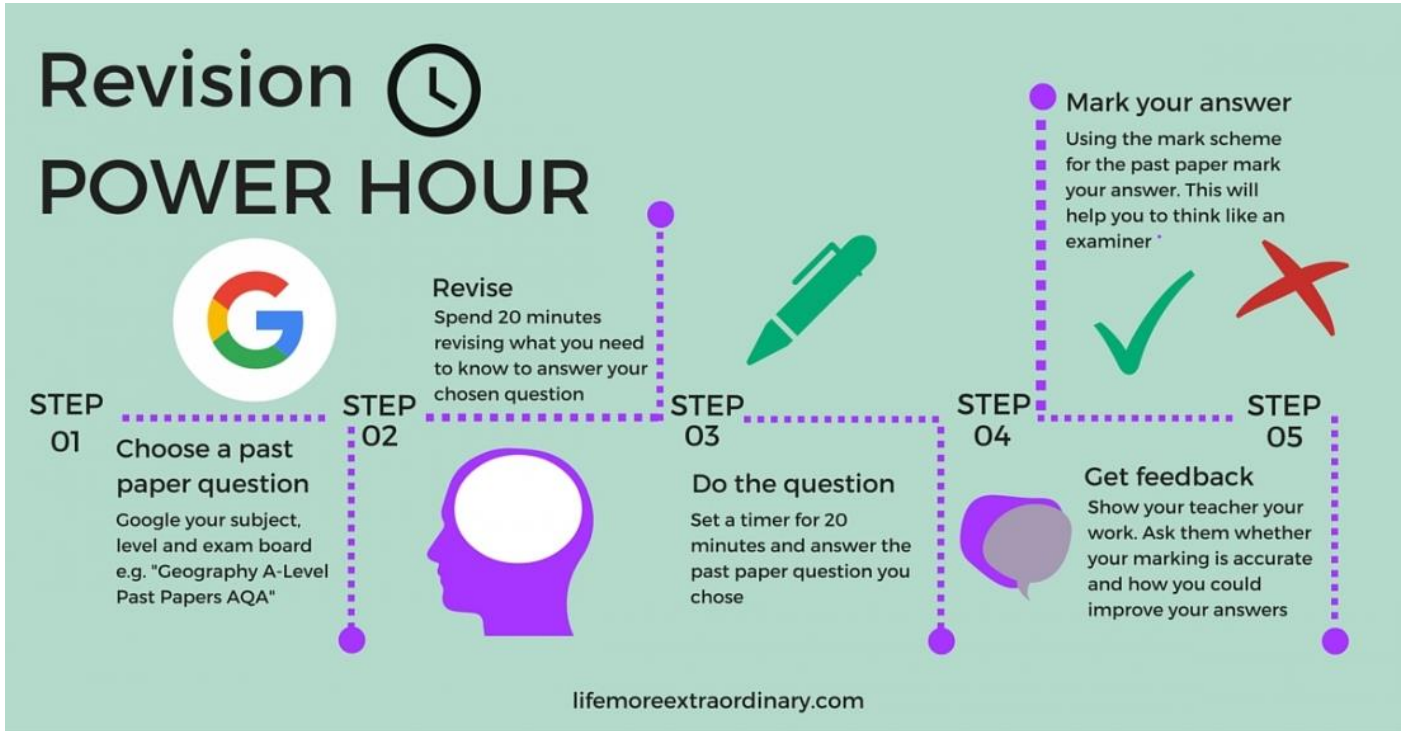 Revision
POWER HOUR
STEP
01
Choose a past
paper question
Google your subject,
level and exam board
e.g. "Geography A-Level
Past Papers AQA"
STEP
02
Revise
Spend 20 minutes
revising what you need
to know to answer your
chosen question
STEP
03
Do the question
Set a timer for 20
minutes and answer the
past paper question you
chose
STEP
04
Mark your answer
Using the mark scheme
for the past paper mark
your answer. This will
help you to think like an
examiner
STEP
05
Get feedback
Show your teacher your
work. Ask them whether
your marking is accurate
and how you could
improve your answers
lifemoreextraordinary.com